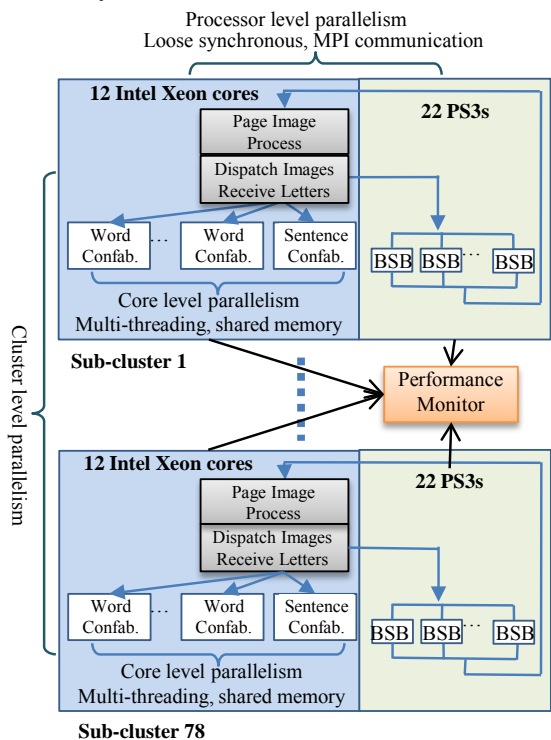 Processor level parallelism
Loose synchronous, MPI communication
12 Intel Xeon cores
22 PS3s
Page Image
Process
Dispatch Images
Receive Letters
Word
Confab.
...
Word
Confab.
Sentence
Confab.
BSB
BSB
...
BSB
Core level parallelism
Multi-threading, shared memory
Sub-cluster 1
Cluster level parallelism
Performance
Monitor
12 Intel Xeon cores
22 PS3s
Page Image
Process
Dispatch Images
Receive Letters
Word
Confab.
...
Word
Confab.
Sentence
Confab.
BSB
BSB
...
BSB
Core level parallelism
Multi-threading, shared memory
Sub-cluster 78